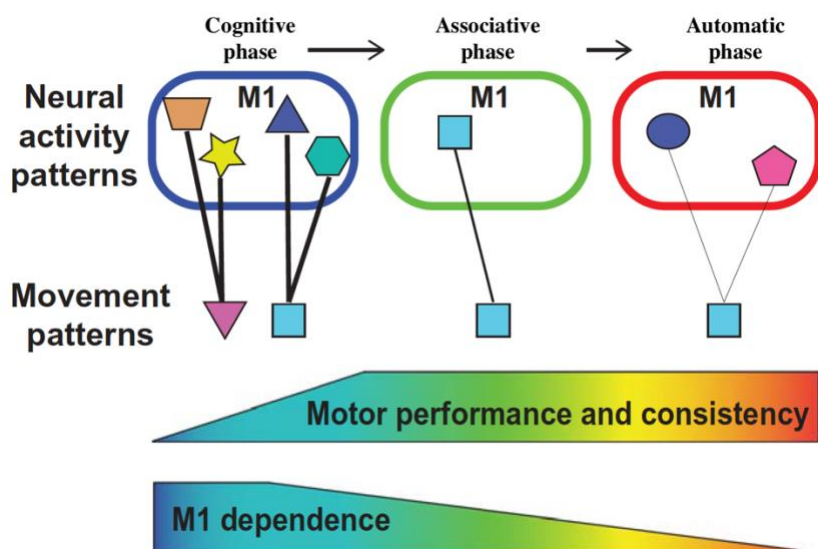 Cognitive
phase
Associative
phase
Automatic
phase
Neural
activity
patterns
M1
M1
M1
Movement
patterns
Motor performance and consistency
M1 dependence